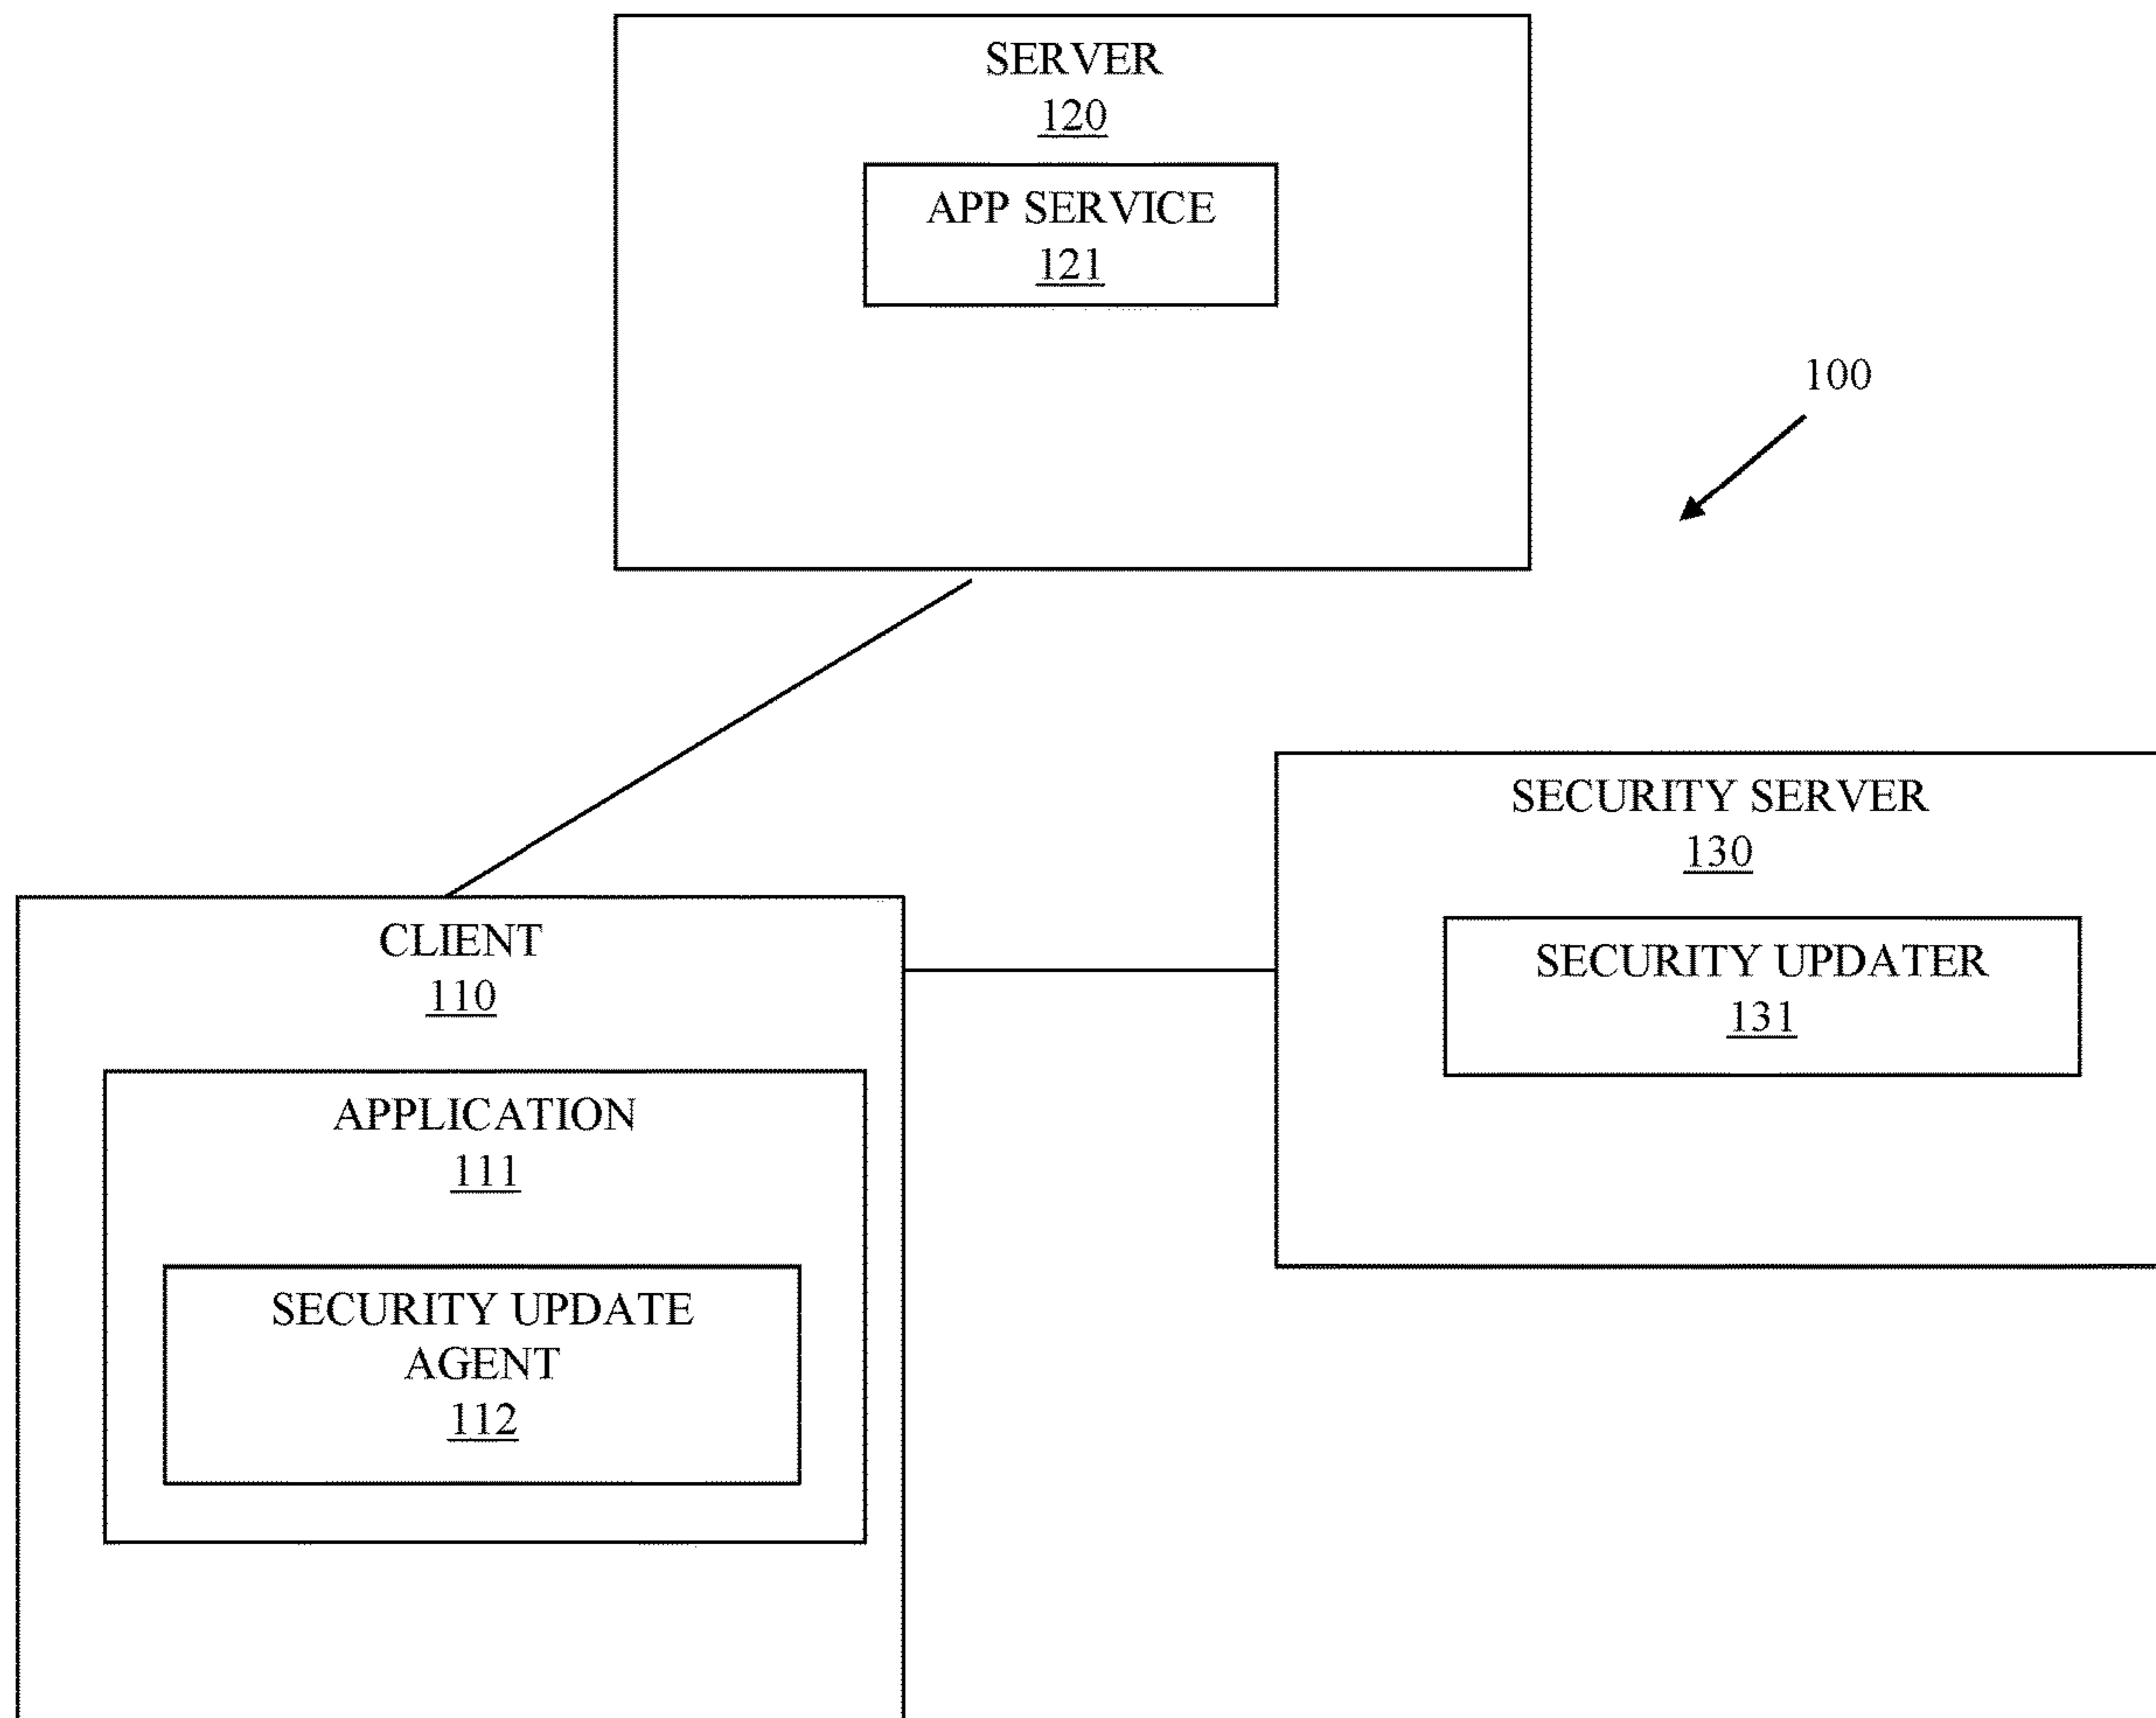 SERVER
120
APP SERVICE
121
100
SECURITY SERVER
130
SECURITY UPDATER
131
CLIENT
110
APPLICATION
111
SECURITY UPDATE
AGENT
112